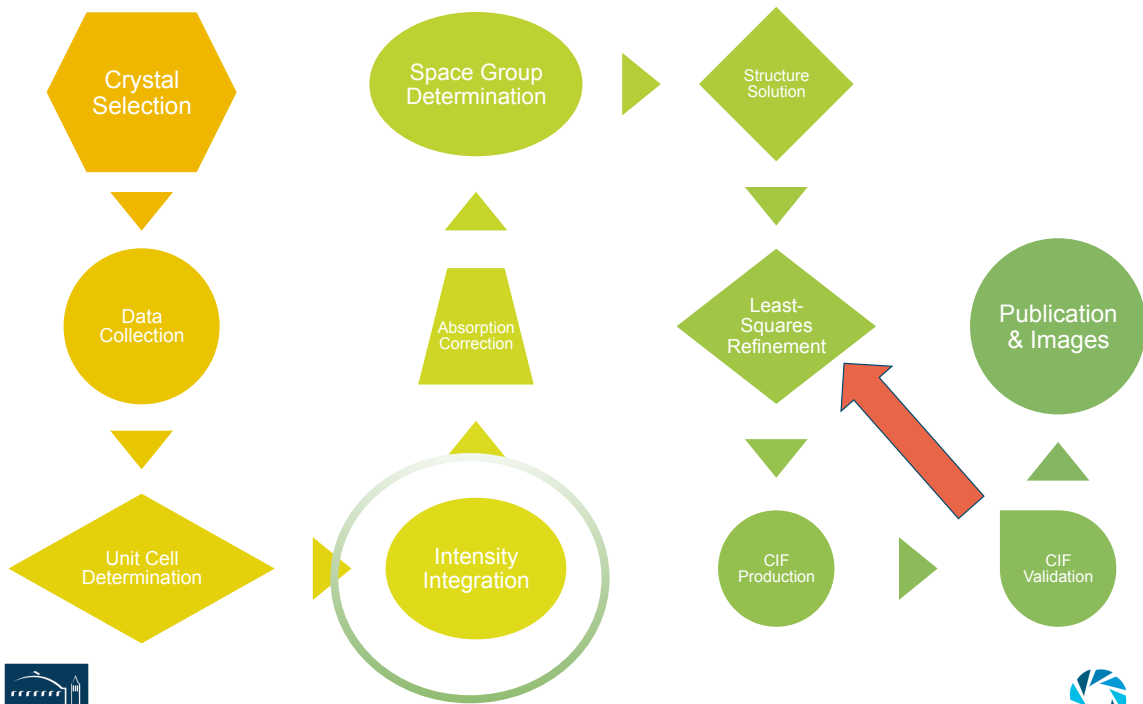 Crystal
Selection
Data
Collection
Unit Cell
Determination
Intensity
Integration
Absorption
Correction
Space Group
Determination
Structure
Solution
Least-
Squares
Refinement
CIF
Production
CIF
Validation
Publication
& Images